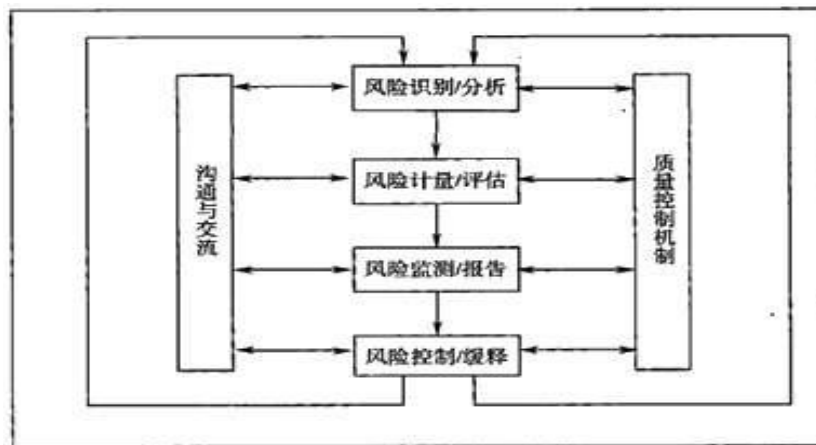 风险识别/分析
风险计量/评估
风险监测/报告
风险控制/缓释
沟通与交流
质量控制机制